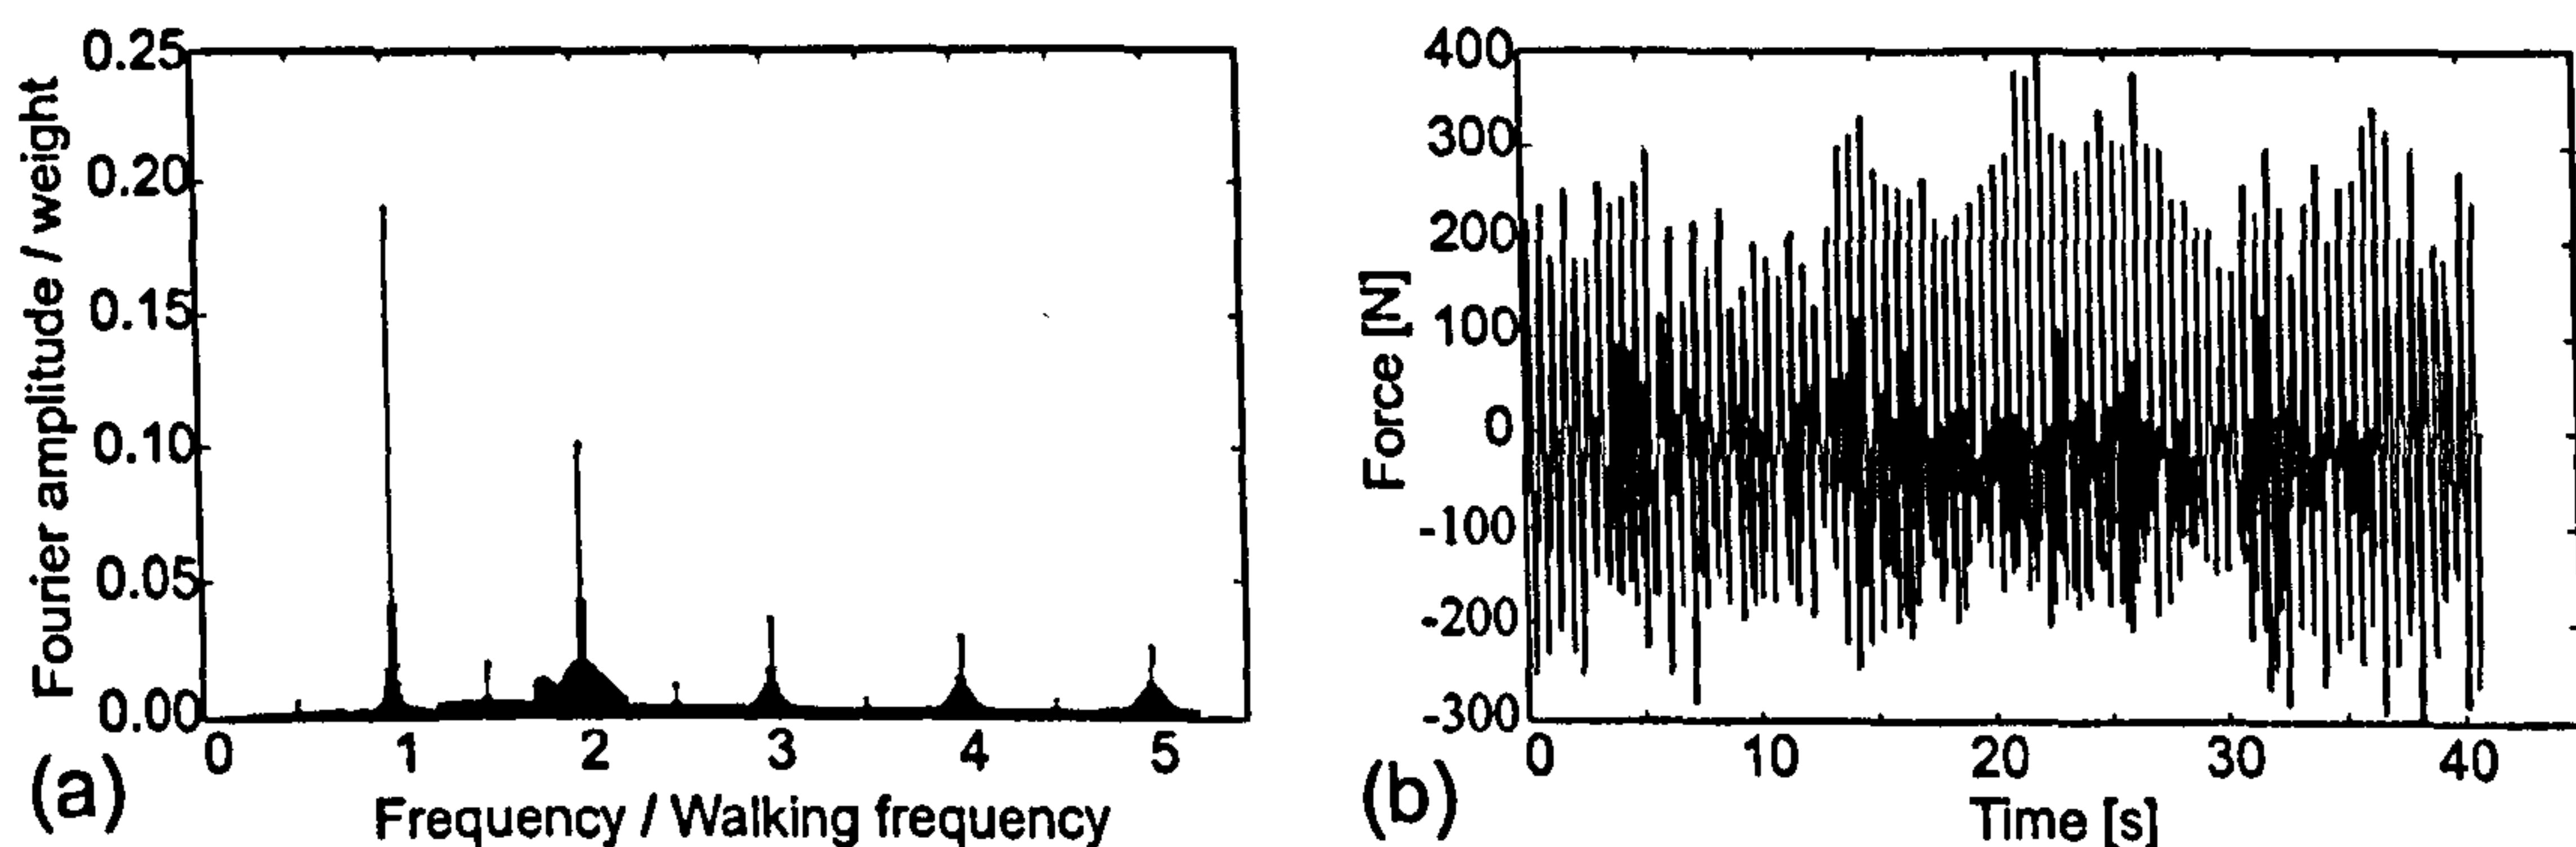 Fourier amplitude / weight
0.25
0.20
0.15
0.10
0.05
0.00
0 1 2 3 4 5
Frequency / Walking frequency
(a)
Force [N]
400
300
200
100
0
-100
-200
-300
0 10 20 30 40
Time [s]
(b)